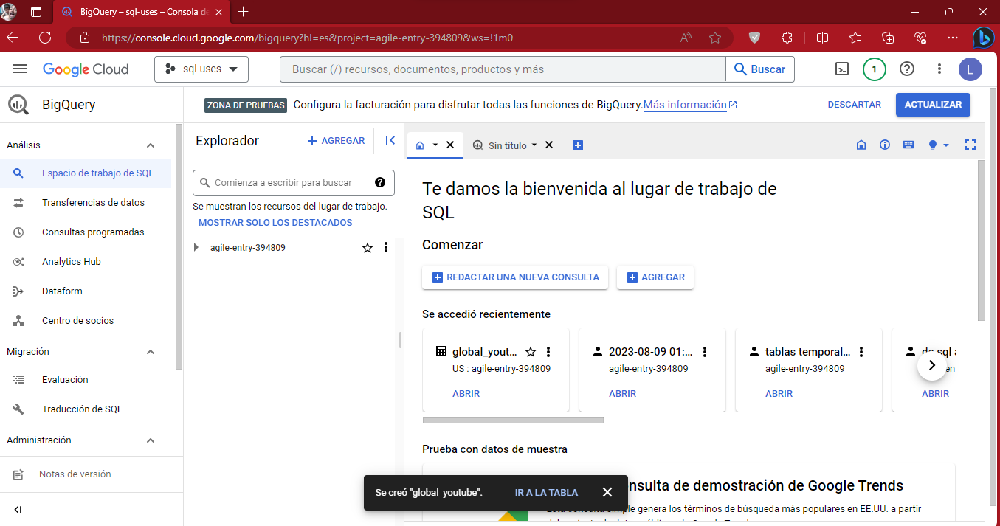 BigQuery – sql-uses – Consola de
https://console.cloud.google.com/bigquery?hl=es&project=agile-entry-394809&ws=!1m0
Google Cloud
sql-uses
Buscar (/) recursos, documentos, productos y más
Buscar
1
L
BigQuery
ZONA DE PRUEBAS
Configura la facturación para disfrutar todas las funciones de BigQuery.Más información
DESCARTAR
ACTUALIZAR
Análisis
Espacio de trabajo de SQL
Transferencias de datos
Consultas programadas
Analytics Hub
Dataform
Centro de socios
Migración
Evaluación
Traducción de SQL
Administración
Notas de versión
Explorador
AGREGAR
Comienza a escribir para buscar
Se muestran los recursos del lugar de trabajo.
MOSTRAR SOLO LOS DESTACADOS
agile-entry-394809
Sin título
Te damos la bienvenida al lugar de trabajo de
SQL
Comenzar
REDACTAR UNA NUEVA CONSULTA
AGREGAR
Se accedió recientemente
global_yout...
US : agile-entry-394809
ABRIR
2023-08-09 01:...
agile-entry-394809
ABRIR
tablas temporal...
agile-entry-394809
ABRIR
de sql a
ABRIR
Prueba con datos de muestra
nsulta de demostración de Google Trends
Esta consulta simple genera los términos de búsqueda más populares en EE.UU. a partir
Se creó "global_youtube".
IR A LA TABLA